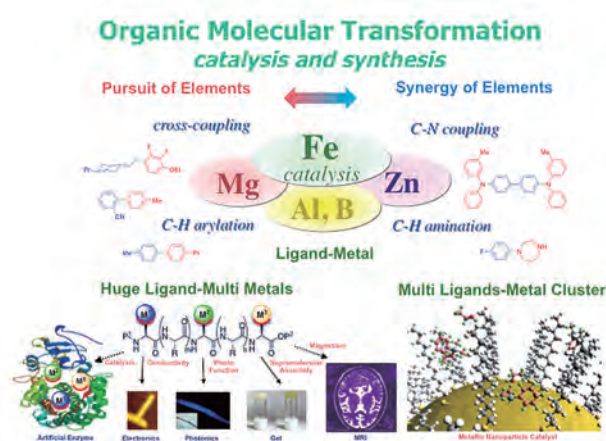 Organic Molecular Transformation
catalysis and synthesis
Pursuit of Elements
Synergy of Elements
cross-coupling
C-N coupling
Fe
catalysis
Mg
Zn
Al, B
C-H arylation
C-H amination
Ligand-Metal
Huge Ligand-Multi Metals
Multi Ligands-Metal Cluster
Magnetism
Catalysis
Conductivity
Photo
Function
Supramolecular
Assembly
Artificial Enzyme
Electronics
Photonics
Gel
MRI
Metallic Nanoparticle Catalyst